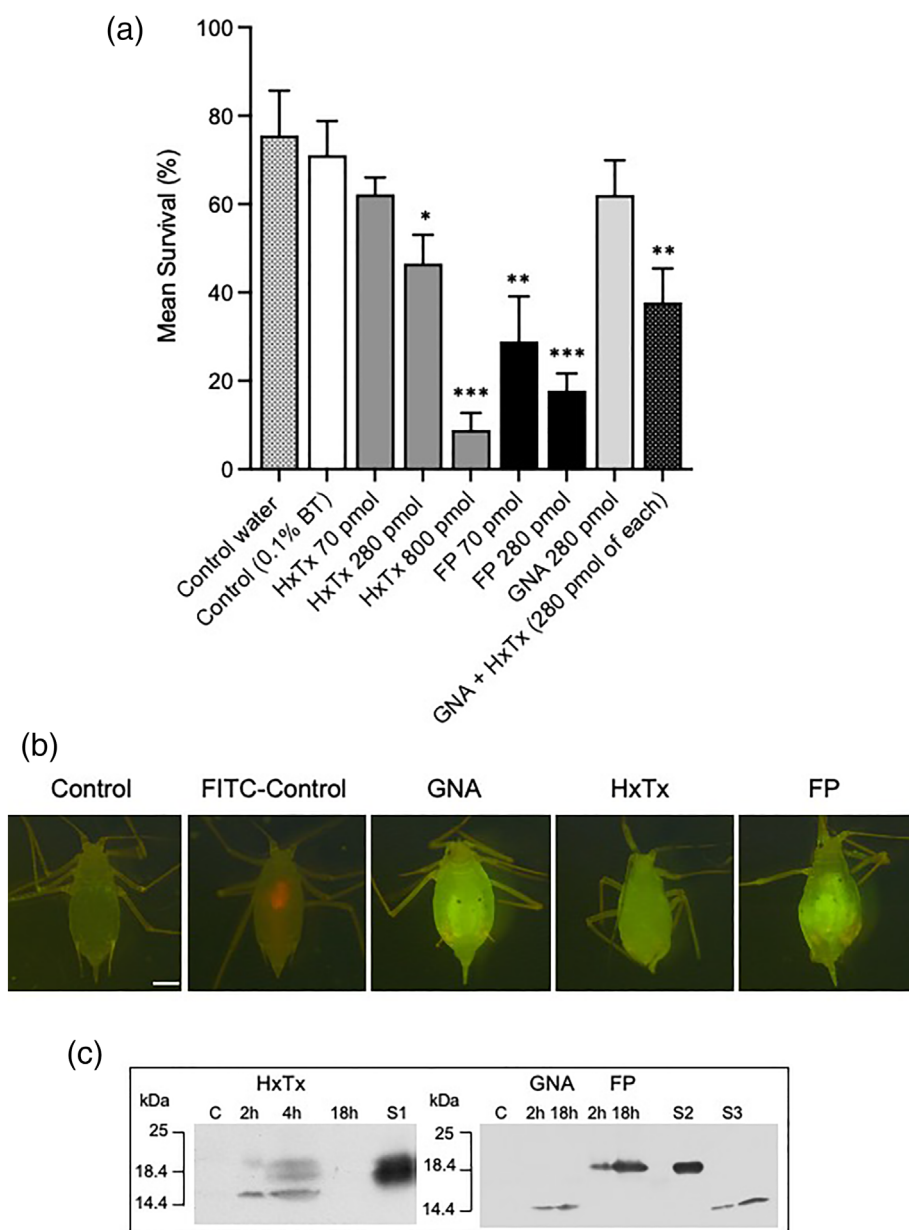 (a)
Mean Survival (%)
100
80
60
40
20
0
*
***
**
***
**
Control water
Control (0.1% BT)
HxTx 70 pmol
HxTx 280 pmol
HxTx 800 pmol
FP 70 pmol
FP 280 pmol
GNA 280 pmol
GNA + HxTx (280 pmol of each)
(b)
Control FITC-Control GNA HxTx FP
(c)
HxTx GNA FP
kDa C 2h 4h 18h S1 kDa C 2h 18h 2h 18h S2 S3
25 25
18.4 18.4
14.4 14.4